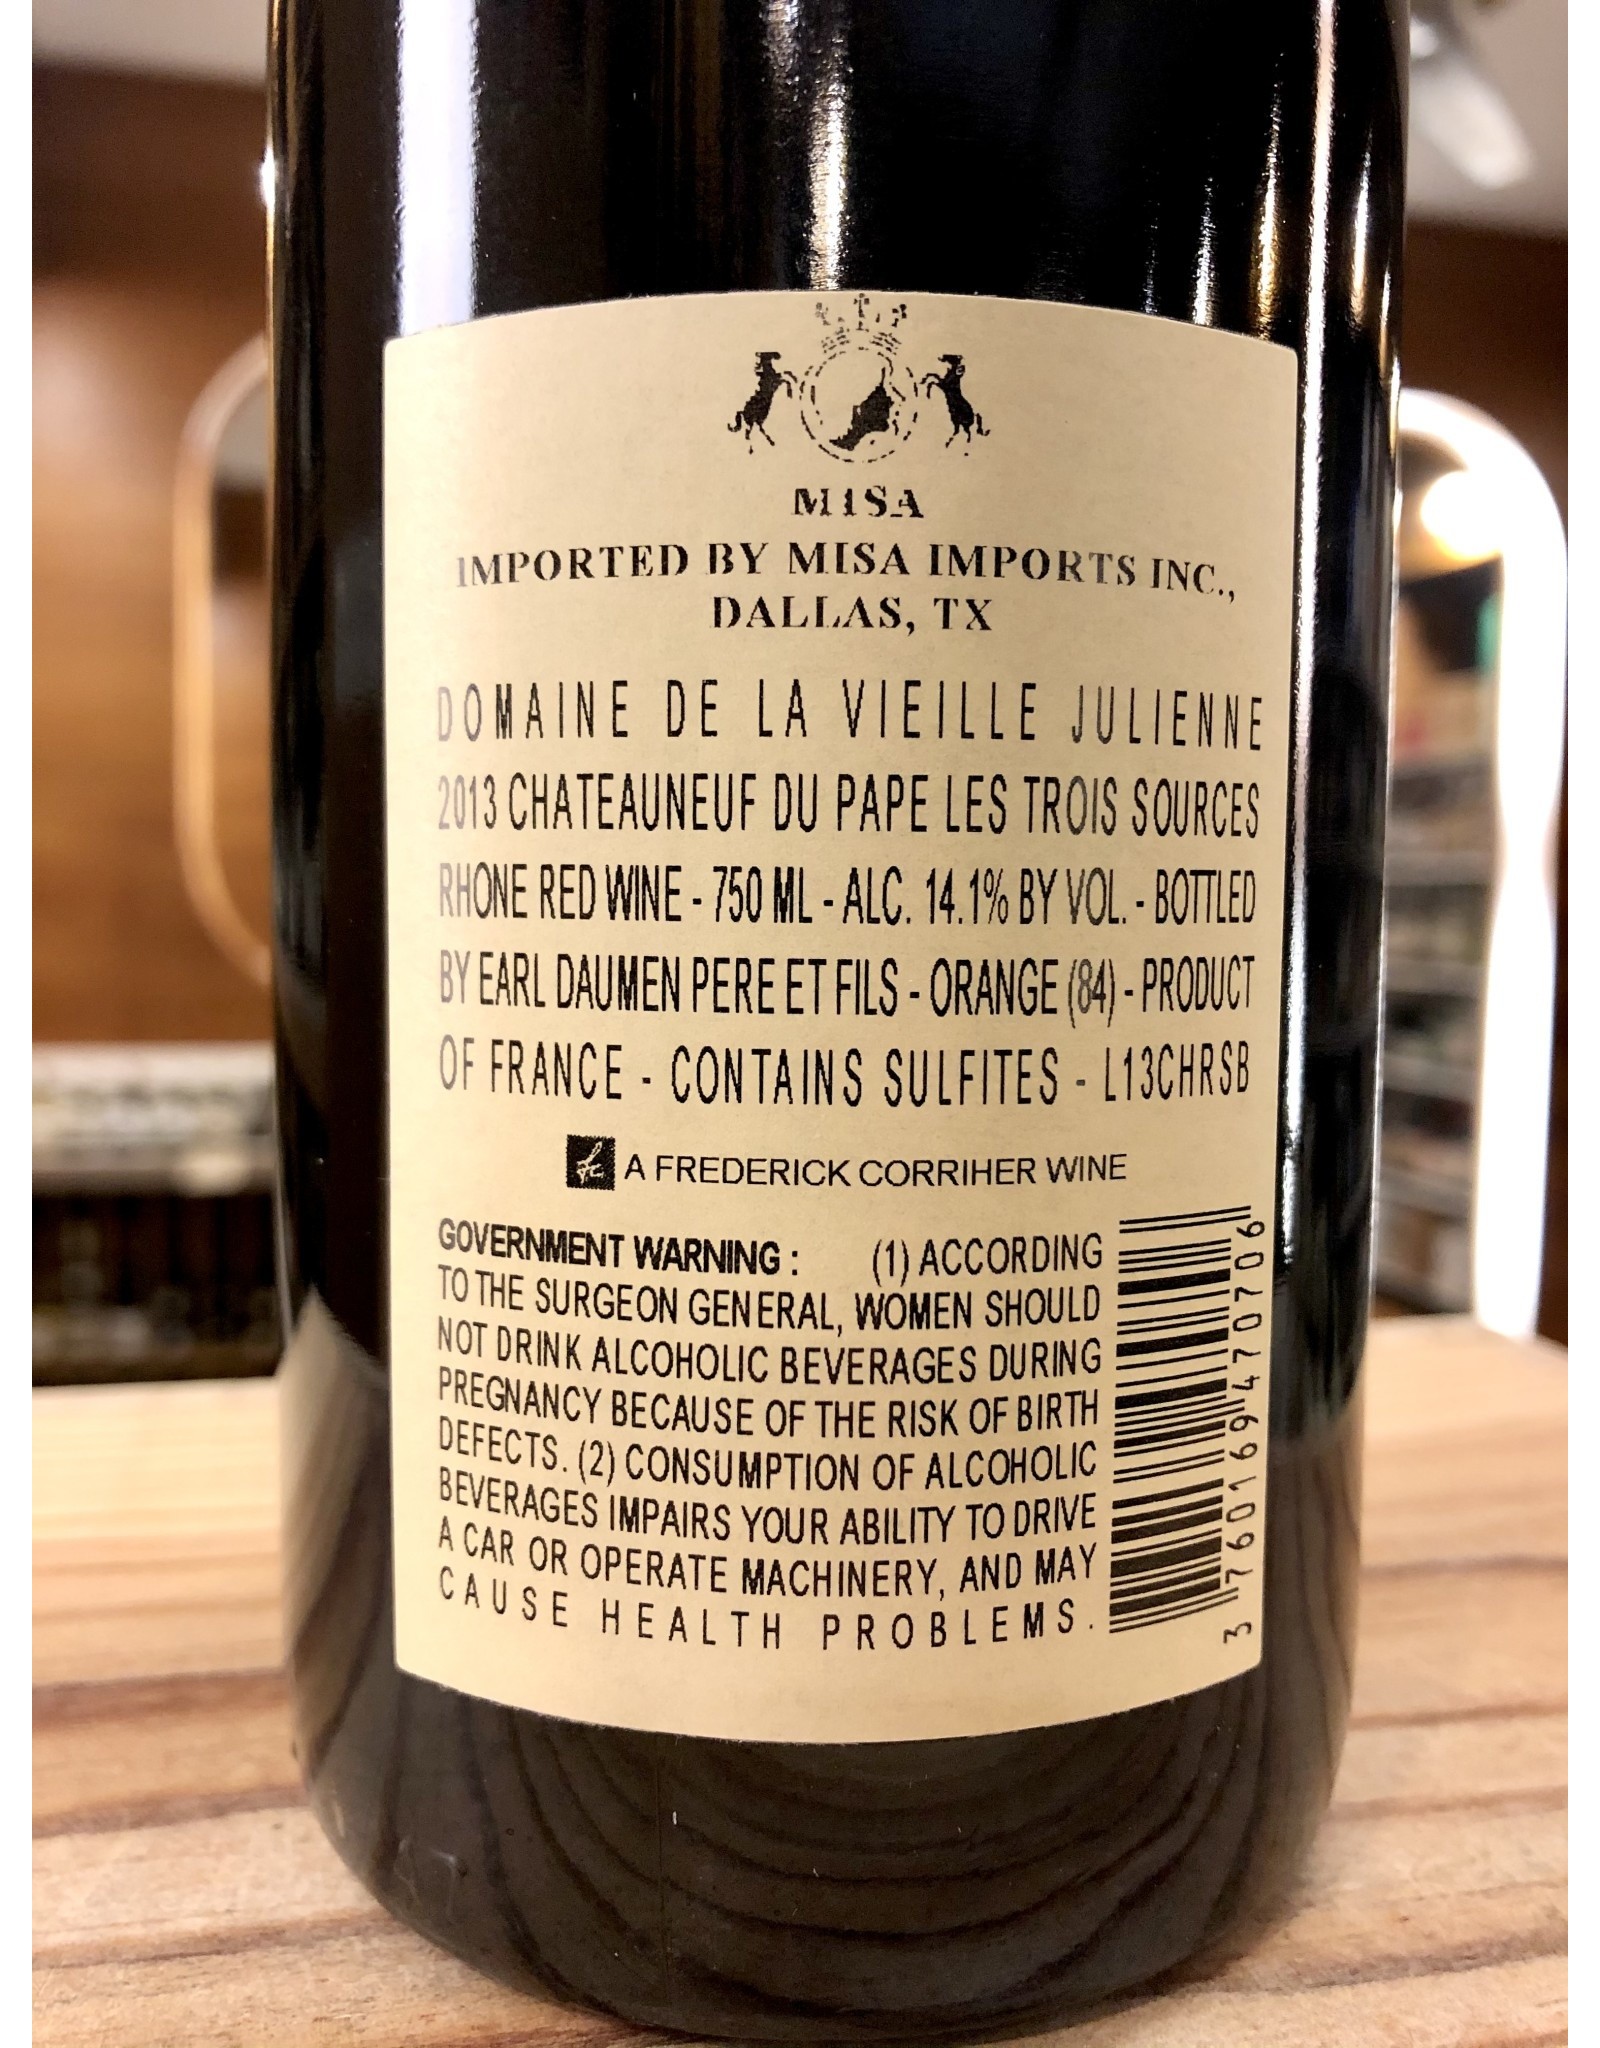 MISA
IMPORTED BY MISA IMPORTS INC.,
DALLAS, TX
DOMAINE DE LA VIEILLE JULIENNE
2013 CHATEAUNEUF DU PAPE LES TROIS SOURCES
RHONE RED WINE - 750 ML - ALC. 14.1% BY VOL. - BOTTLED
BY EARL DAUMEN PERE ET FILS - ORANGE (84) - PRODUCT
OF FRANCE - CONTAINS SULFITES - L13CHRSB
fc A FREDERICK CORRIHER WINE
GOVERNMENT WARNING : (1) ACCORDING
TO THE SURGEON GENERAL, WOMEN SHOULD
NOT DRINK ALCOHOLIC BEVERAGES DURING
PREGNANCY BECAUSE OF THE RISK OF BIRTH
DEFECTS. (2) CONSUMPTION OF ALCOHOLIC
BEVERAGES IMPAIRS YOUR ABILITY TO DRIVE
A CAR OR OPERATE MACHINERY, AND MAY
CAUSE HEALTH PROBLEMS.
3760169470706